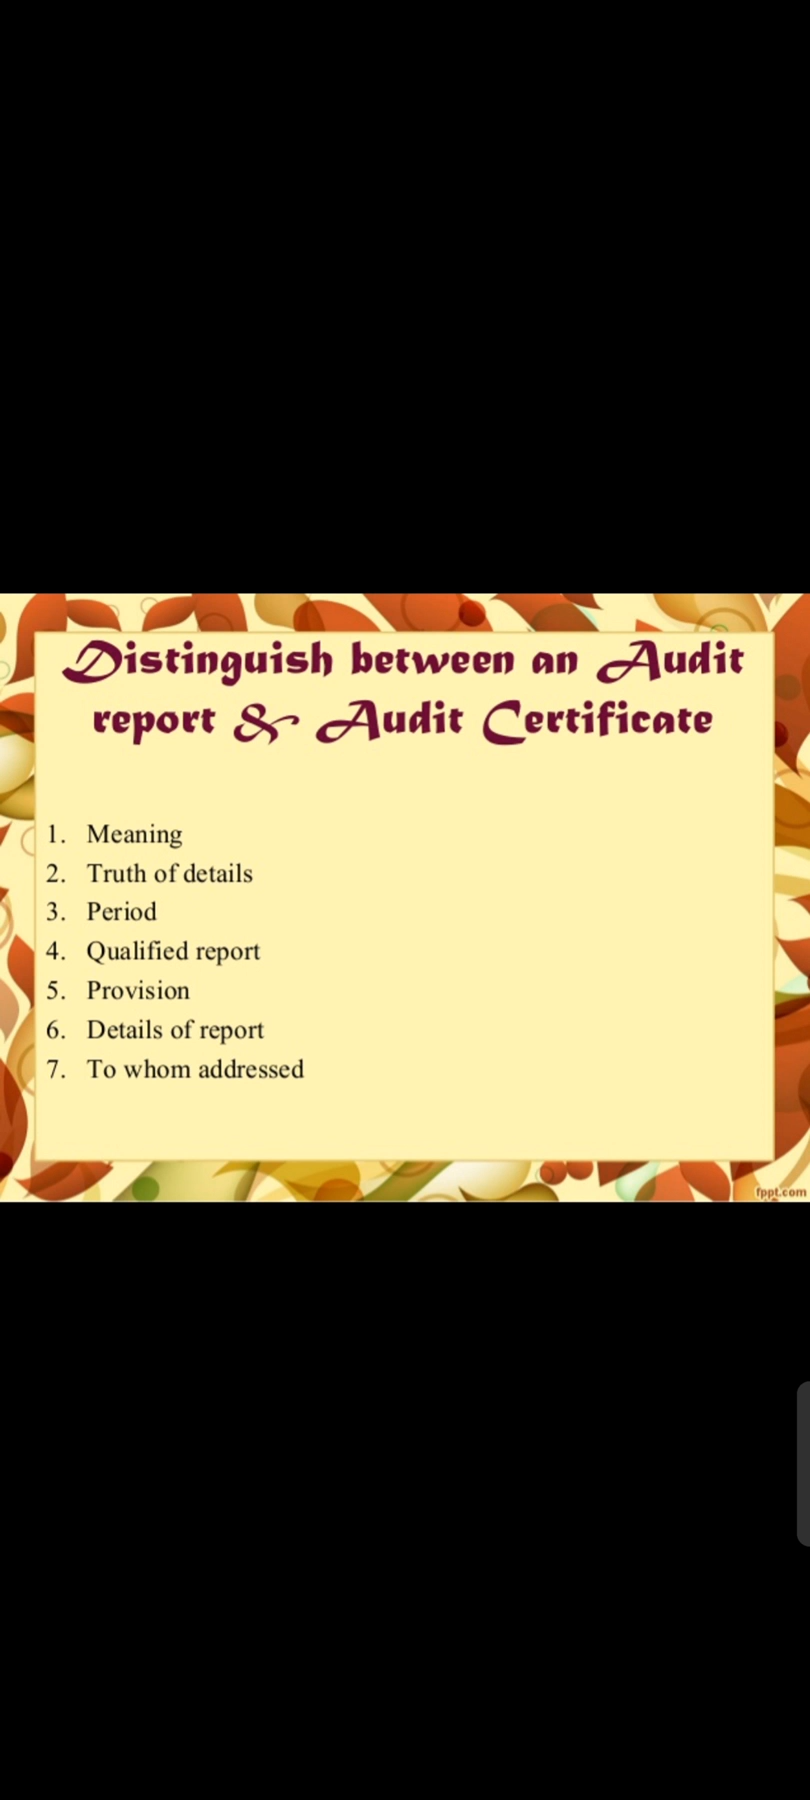 Distinguish between an Audit
report & Audit Certificate
1. Meaning
2. Truth of details
3. Period
4. Qualified report
5. Provision
6. Details of report
7. To whom addressed
fppt.com